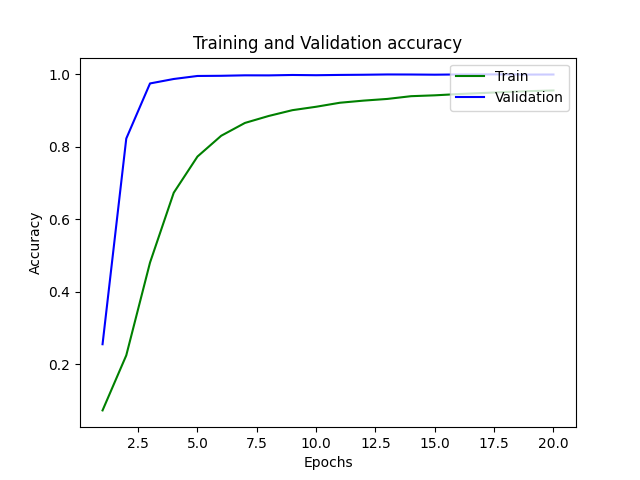 Training and Validation accuracy
1.0
0.8
0.6
0.4
0.2
Accuracy
Train
Validation
2.5 5.0 7.5 10.0 12.5 15.0 17.5 20.0
Epochs